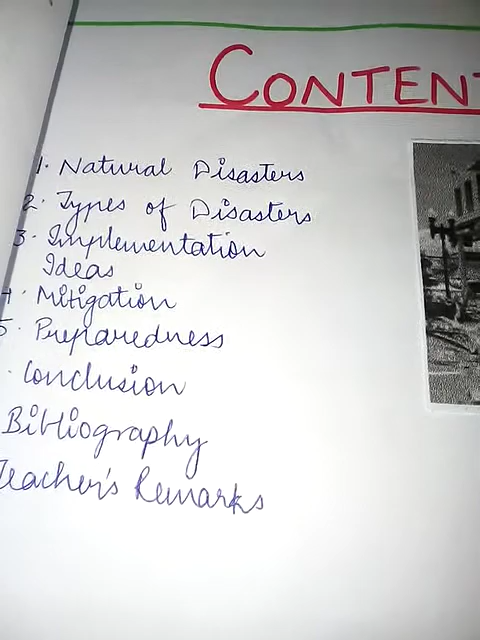 CONTENT
1. Natural Disasters
2. Types of Disasters
3. Implementation
Ideas
4. Mitigation
5. Preparedness
. Conclusion
Bibliography
Teacher's Remarks